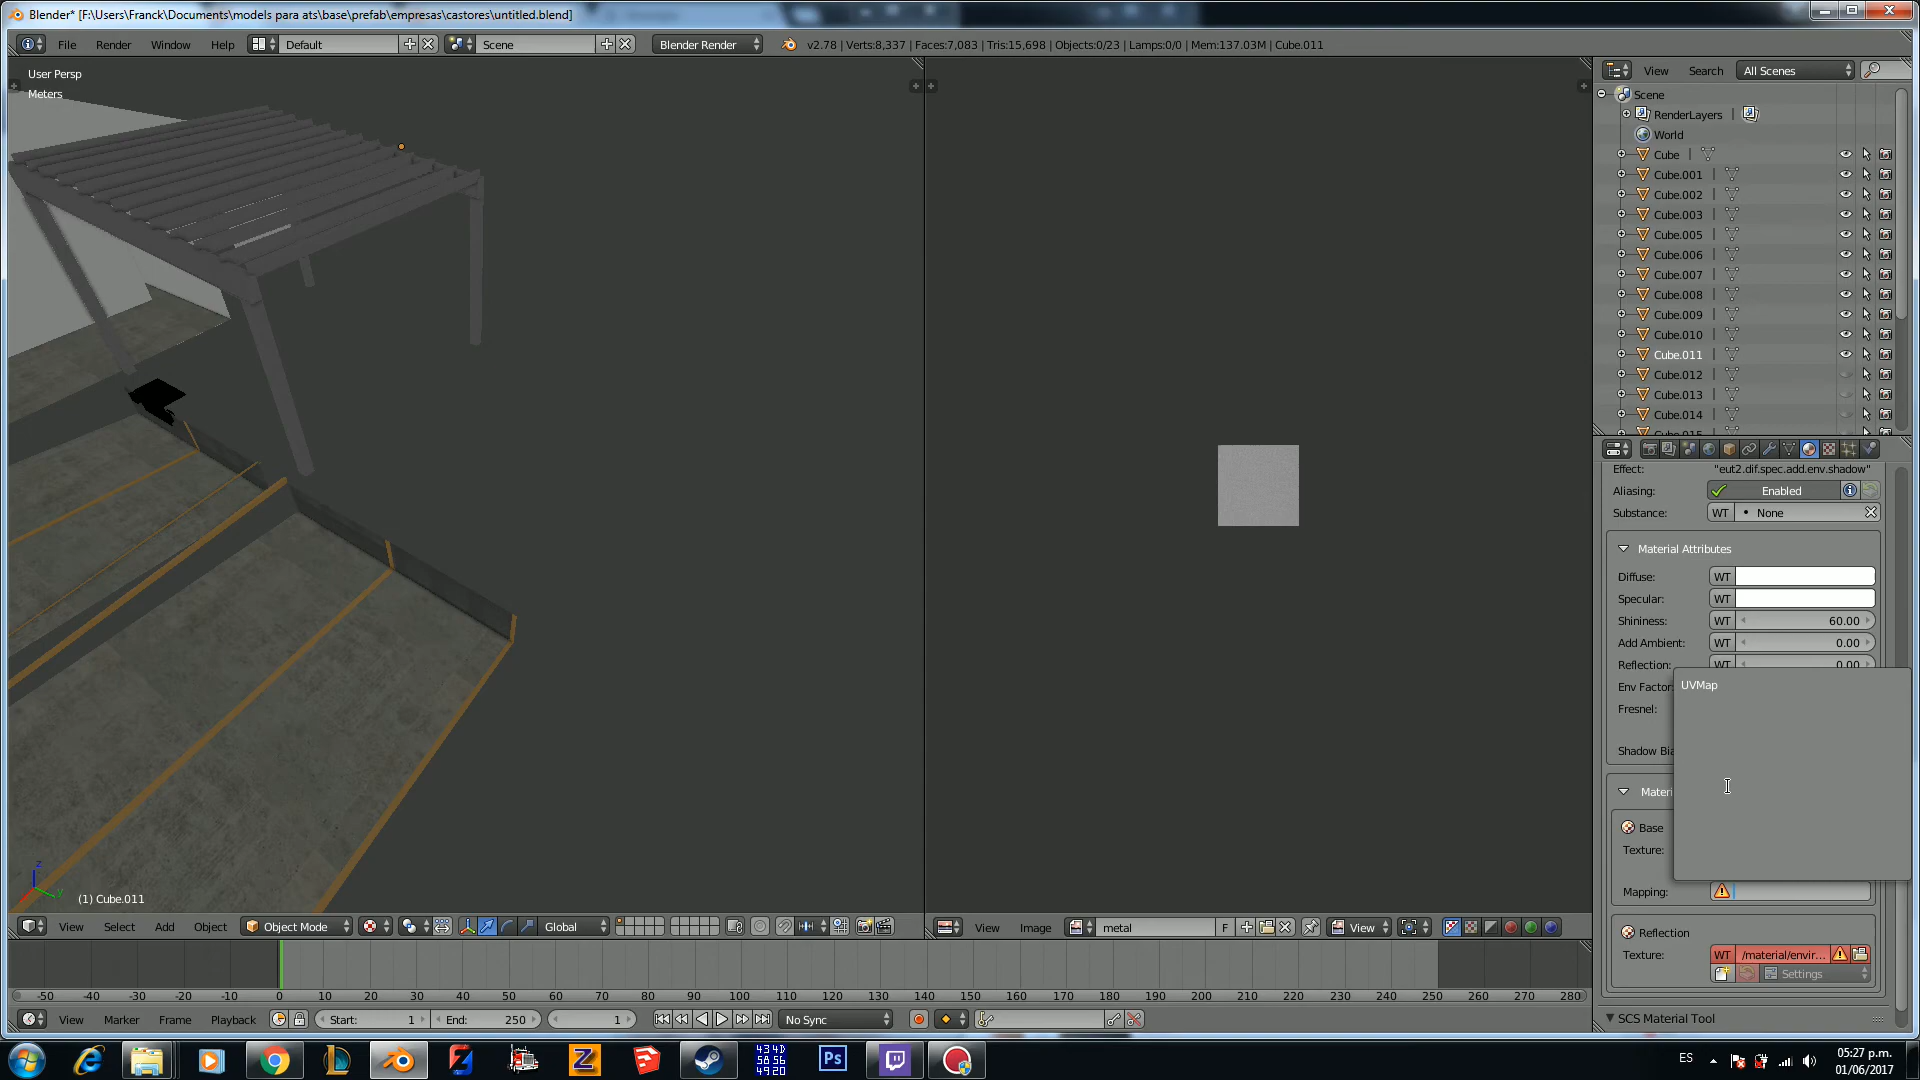 Blender* [F:\Users\Franck\Documents\models para ats\base\prefab\empresas\castores\untitled.blend]
File Render Window Help Default Scene Blender Render v2.78 | Verts:8,337 | Faces:7,083 | Tris:15,698 | Objects:0/23 | Lamps:0/0 | Mem:137.03M | Cube.011
User Persp
Meters
(1) Cube.011
View Select Add Object Object Mode Global
View Image metal F View
View Search All Scenes
Scene
RenderLayers
World
Cube
Cube.001
Cube.002
Cube.003
Cube.005
Cube.006
Cube.007
Cube.008
Cube.009
Cube.010
Cube.011
Cube.012
Cube.013
Cube.014
Effect: "eut2.dif.spec.add.env.shadow"
Aliasing: Enabled
Substance: WT None
Material Attributes
Diffuse: WT
Specular: WT
Shininess: WT 60.00
Add Ambient: WT 0.00
Reflection: WT 0.00
Env Factor:
Fresnel:
Shadow Bia
UVMap
Materi
Base
Texture:
Mapping:
Reflection
Texture: WT /material/envir...
Settings
SCS Material Tool
-50 -40 -30 -20 -10 0 10 20 30 40 50 60 70 80 90 100 110 120 130 140 150 160 170 180 190 200 210 220 230 240 250 260 270 280
View Marker Frame Playback Start: 1 End: 250 1 No Sync
434D
5856
4920
Ps
ES
05:27 p.m.
01/06/2017